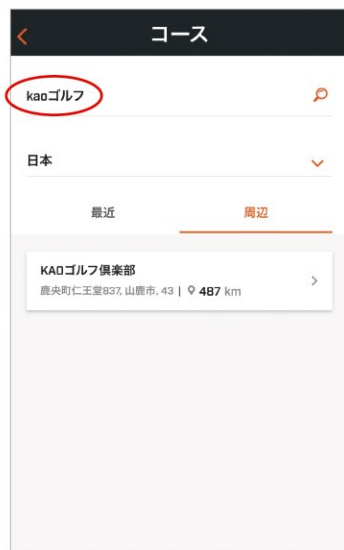 コース
kaoゴルフ
日本
最近 周辺
KAOゴルフ倶楽部
鹿央町仁王堂837, 山鹿市, 43 | 487 km